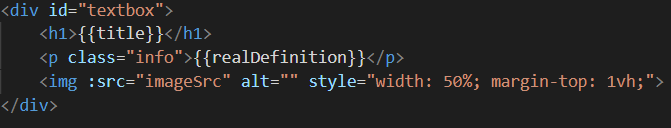 <div id="textbox">
    <h1>{{title}}</h1>
    <p class="info">{{realDefinition}}</p>
    <img :src="imageSrc" alt="" style="width: 50%; margin-top: 1vh;">
</div>